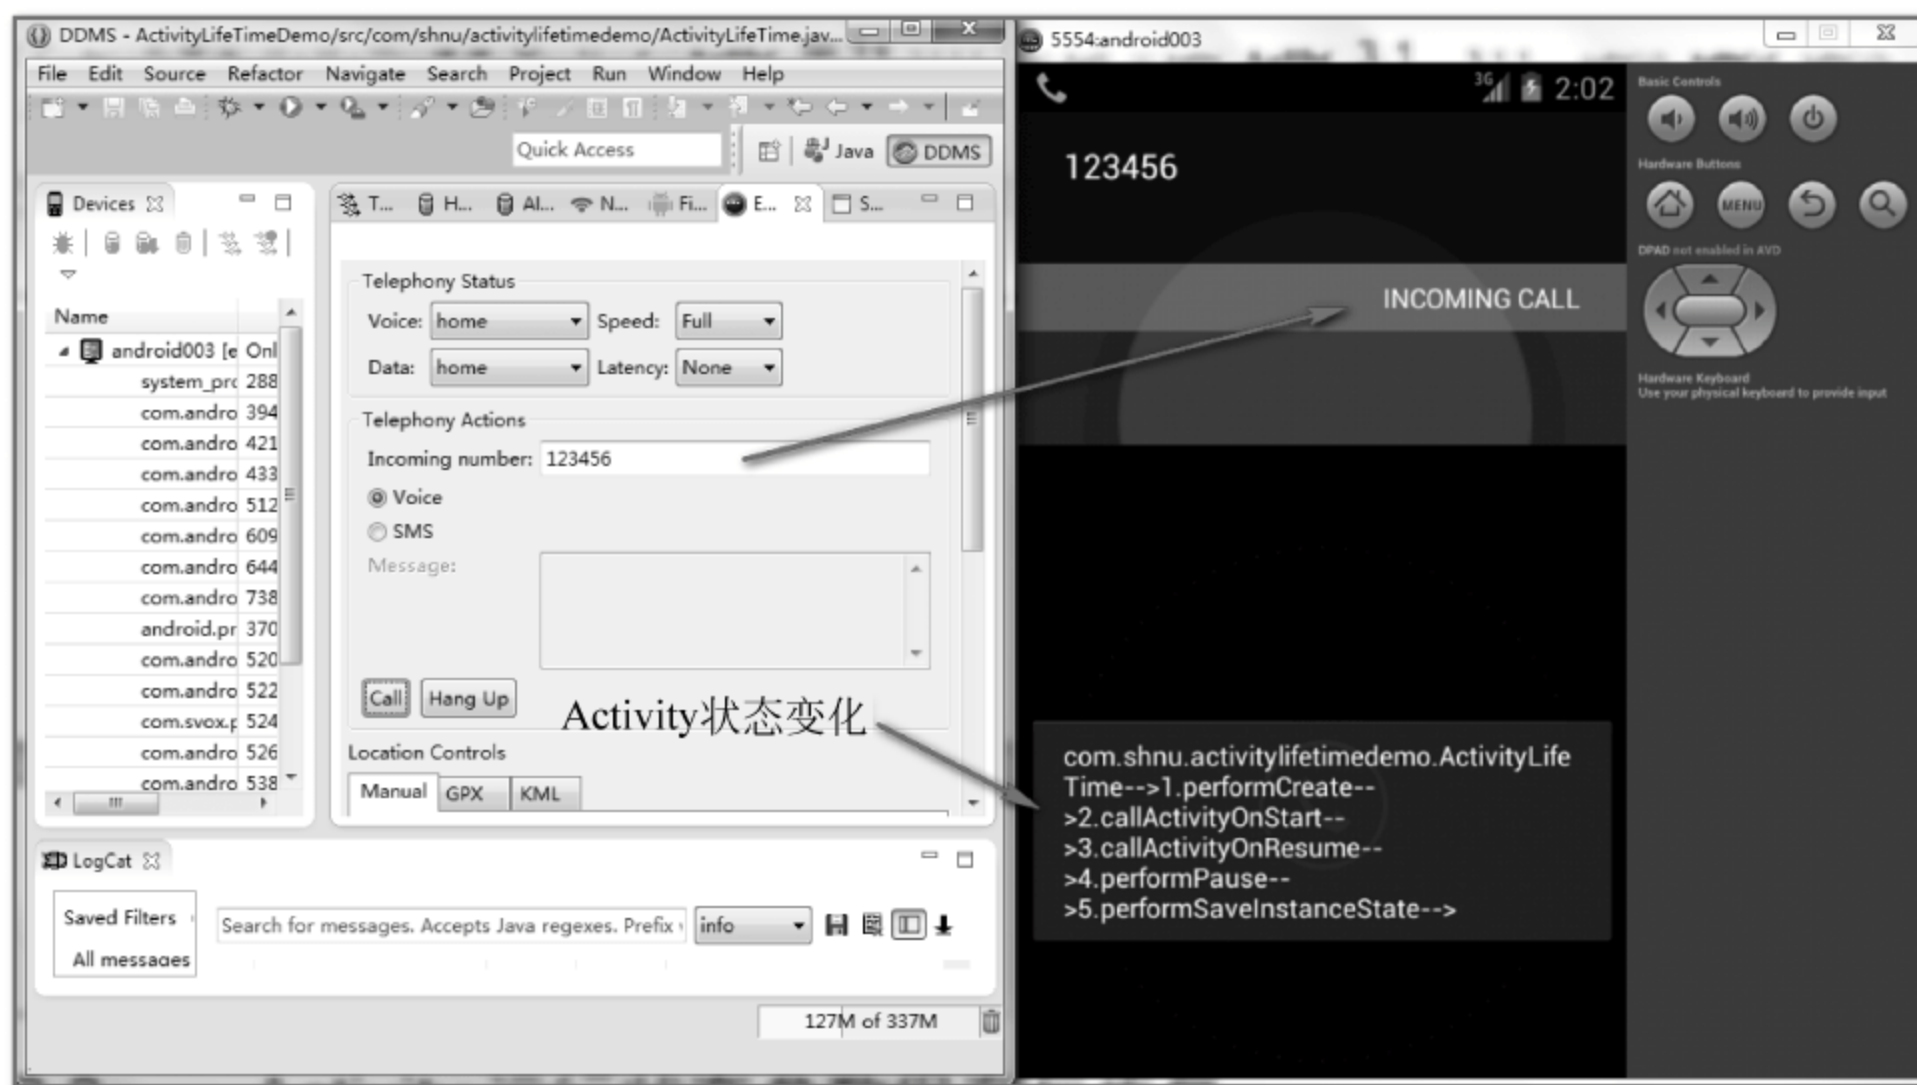 DDMS - ActivityLifeTimeDemo/src/com/shnu/activitylifetimedemo/ActivityLifeTime.jav...
File Edit Source Refactor Navigate Search Project Run Window Help
Quick Access
Java
DDMS
Devices
Name
android003 [e Onl
system_prc 288
com.andro 394
com.andro 421
com.andro 433
com.andro 512
com.andro 609
com.andro 644
com.andro 738
android.pr 370
com.andro 520
com.andro 522
com.svox.p 524
com.andro 526
com.andro 538
T... H... Al... N... Fi... E... S...
Telephony Status
Voice: home Speed: Full
Data: home Latency: None
Telephony Actions
Incoming number: 123456
Voice
SMS
Message:
Call Hang Up
Activity状态变化
Location Controls
Manual GPX KML
LogCat
Saved Filters
All messages
Search for messages. Accepts Java regexes. Prefix
info
127M of 337M
5554:android003
3G 2:02
123456
INCOMING CALL
com.shnu.activitylifetimedemo.ActivityLife
Time-->1.performCreate--
>2.callActivityOnStart--
>3.callActivityOnResume--
>4.performPause--
>5.performSaveInstanceState-->
Basic Controls
Hardware Buttons
MENU
DPAD not enabled in AVD
Hardware Keyboard
Use your physical keyboard to provide input